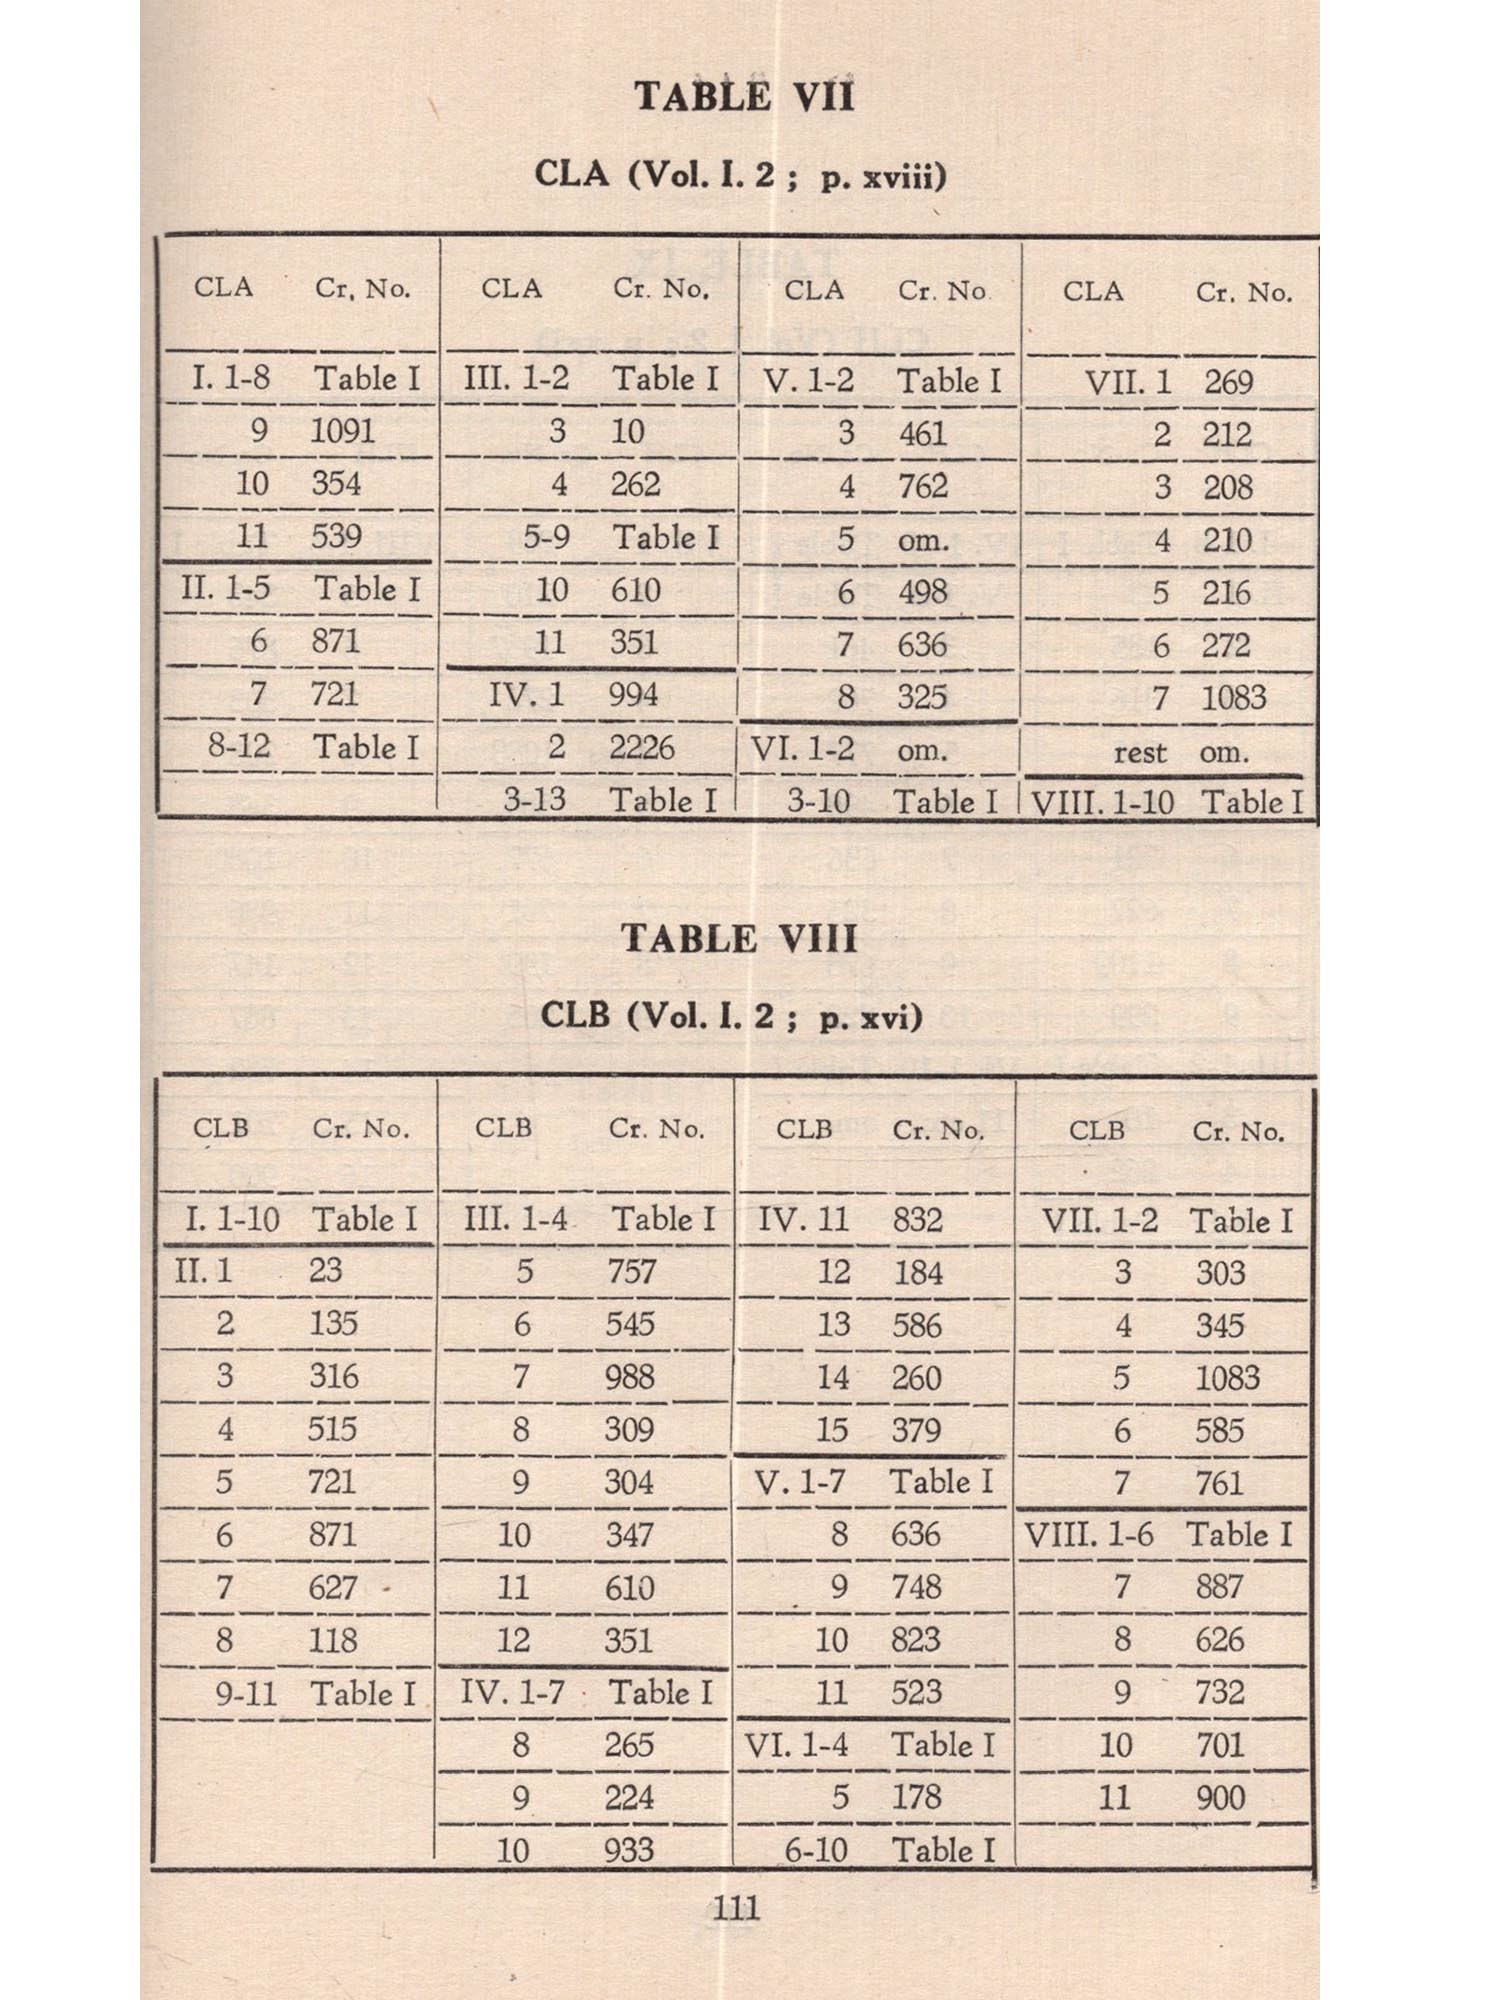 TABLE VII
CLA (Vol. I. 2 ; p. xviii)
CLA Cr. No. CLA Cr. No. CLA Cr. No. CLA Cr. No.
I. 1-8 Table I III. 1-2 Table I V. 1-2 Table I VII. 1 269
9 1091 3 10 3 461 2 212
10 354 4 262 4 762 3 208
11 539 5-9 Table I 5 om. 4 210
II. 1-5 Table I 10 610 6 498 5 216
6 871 11 351 7 636 6 272
7 721 IV. 1 994 8 325 7 1083
8-12 Table I 2 2226 VI. 1-2 om. rest om.
3-13 Table I 3-10 Table I VIII. 1-10 Table I
TABLE VIII
CLB (Vol. I. 2 ; p. xvi)
CLB Cr. No. CLB Cr. No. CLB Cr. No. CLB Cr. No.
I. 1-10 Table I III. 1-4 Table I IV. 11 832 VII. 1-2 Table I
II. 1 23 5 757 12 184 3 303
2 135 6 545 13 586 4 345
3 316 7 988 14 260 5 1083
4 515 8 309 15 379 6 585
5 721 9 304 V. 1-7 Table I 7 761
6 871 10 347 8 636 VIII. 1-6 Table I
7 627 11 610 9 748 7 887
8 118 12 351 10 823 8 626
9-11 Table I IV. 1-7 Table I 11 523 9 732
8 265 VI. 1-4 Table I 10 701
9 224 5 178 11 900
10 933 6-10 Table I
111